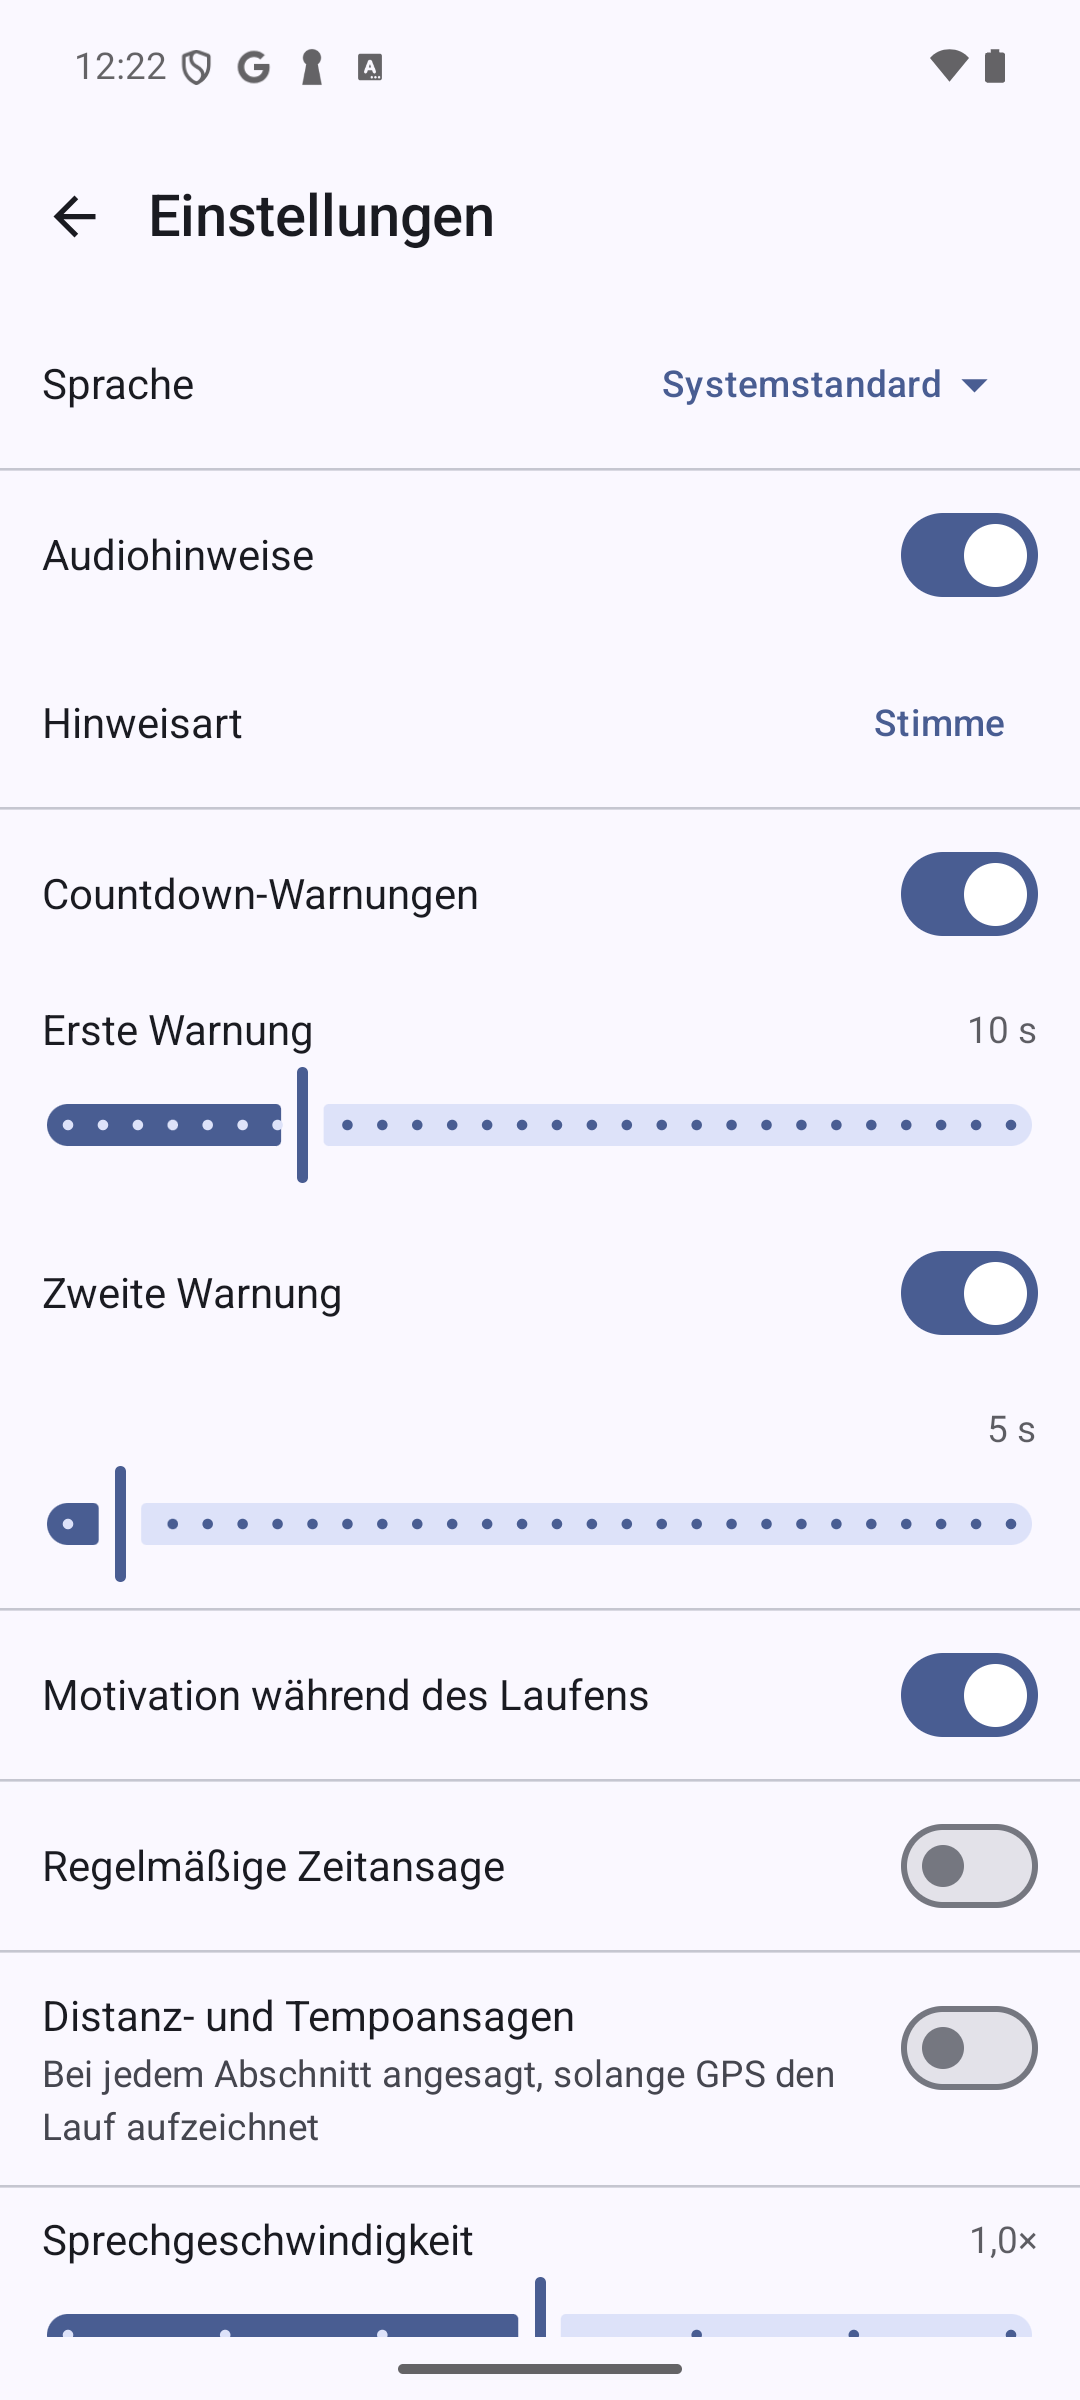 12:22
Einstellungen
Sprache
Systemstandard
Audiohinweise
Hinweisart
Stimme
Countdown-Warnungen
Erste Warnung
10 s
Zweite Warnung
5 s
Motivation während des Laufens
Regelmäßige Zeitansage
Distanz- und Tempoansagen
Bei jedem Abschnitt angesagt, solange GPS den
Lauf aufzeichnet
Sprechgeschwindigkeit
1,0×